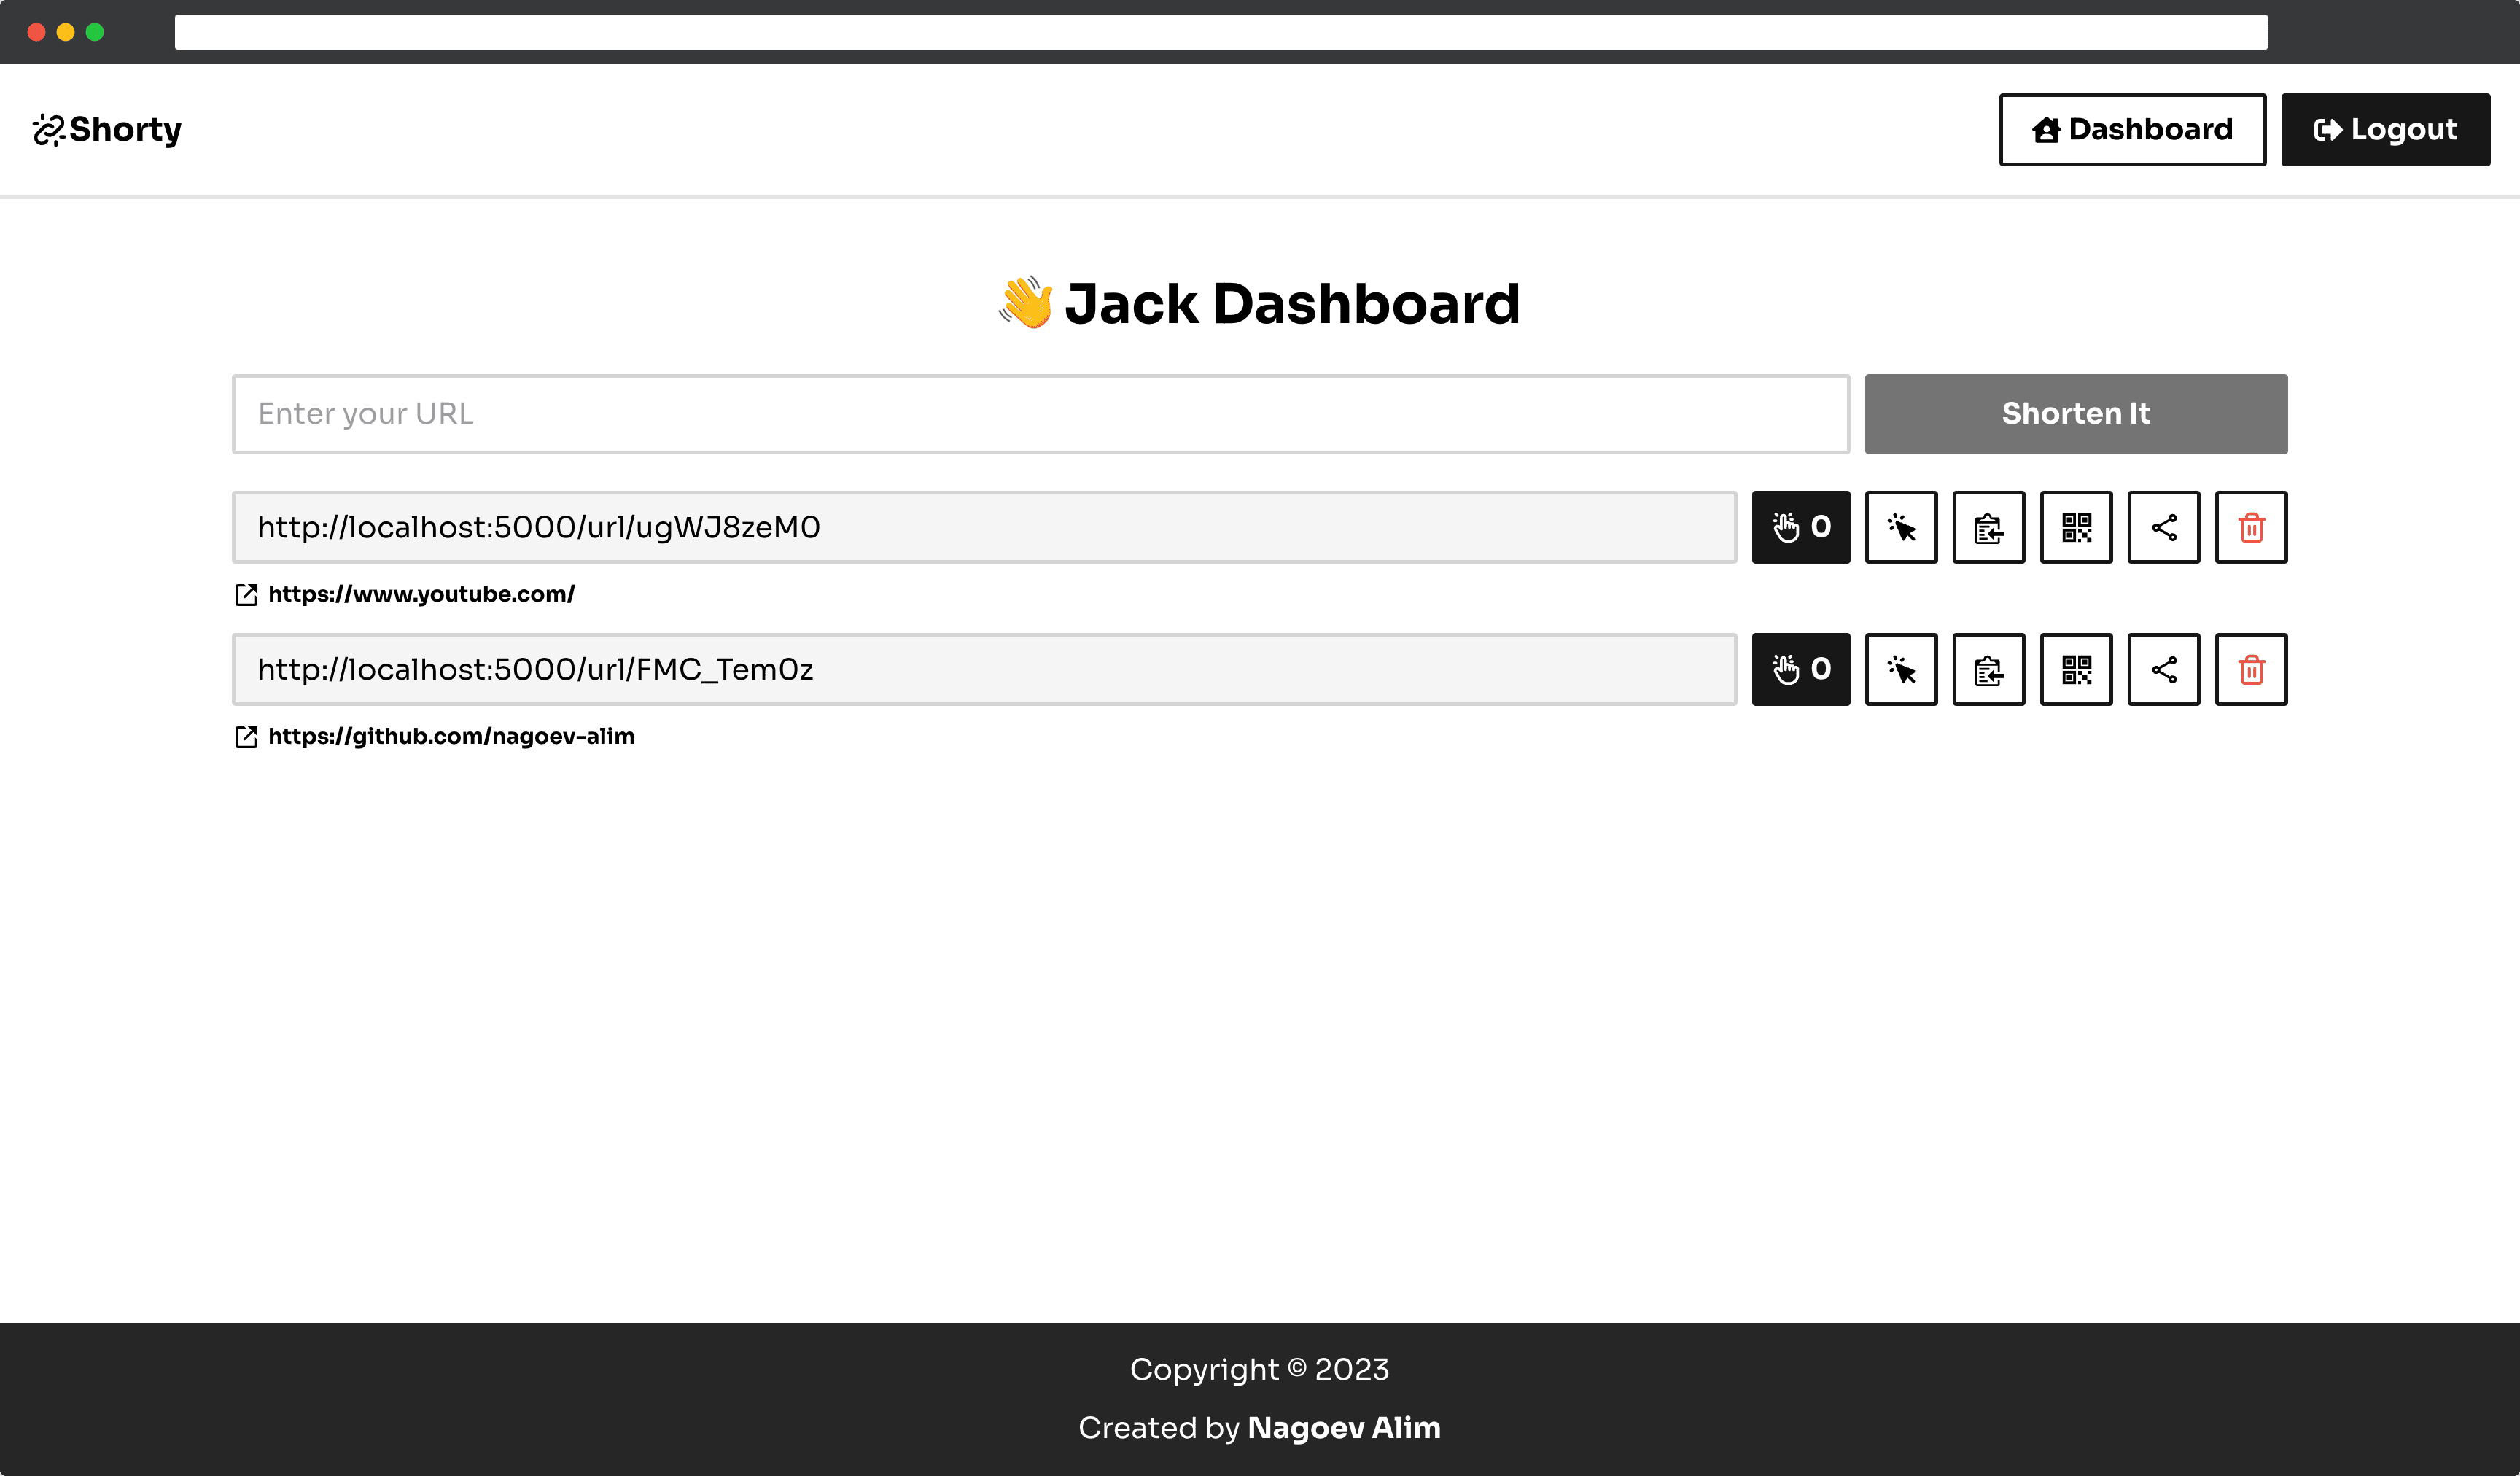 Shorty
Dashboard
Logout
👋 Jack Dashboard
Enter your URL
Shorten It
http://localhost:5000/url/ugWJ8zeM0
0
https://www.youtube.com/
http://localhost:5000/url/FMC_Tem0z
0
https://github.com/nagoev-alim
Copyright © 2023
Created by Nagoev Alim